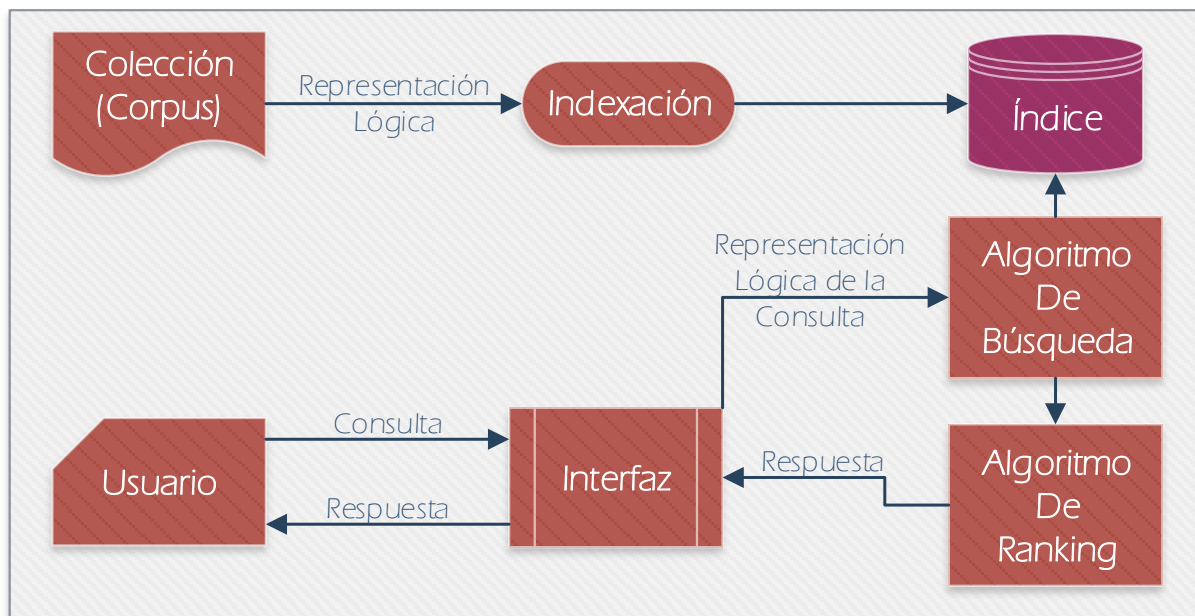 Colección
(Corpus)
Representación
Lógica
Indexación
Índice
Representación
Lógica de la
Consulta
Algoritmo
De
Búsqueda
Usuario
Consulta
Respuesta
Interfaz
Respuesta
Algoritmo
De
Ranking